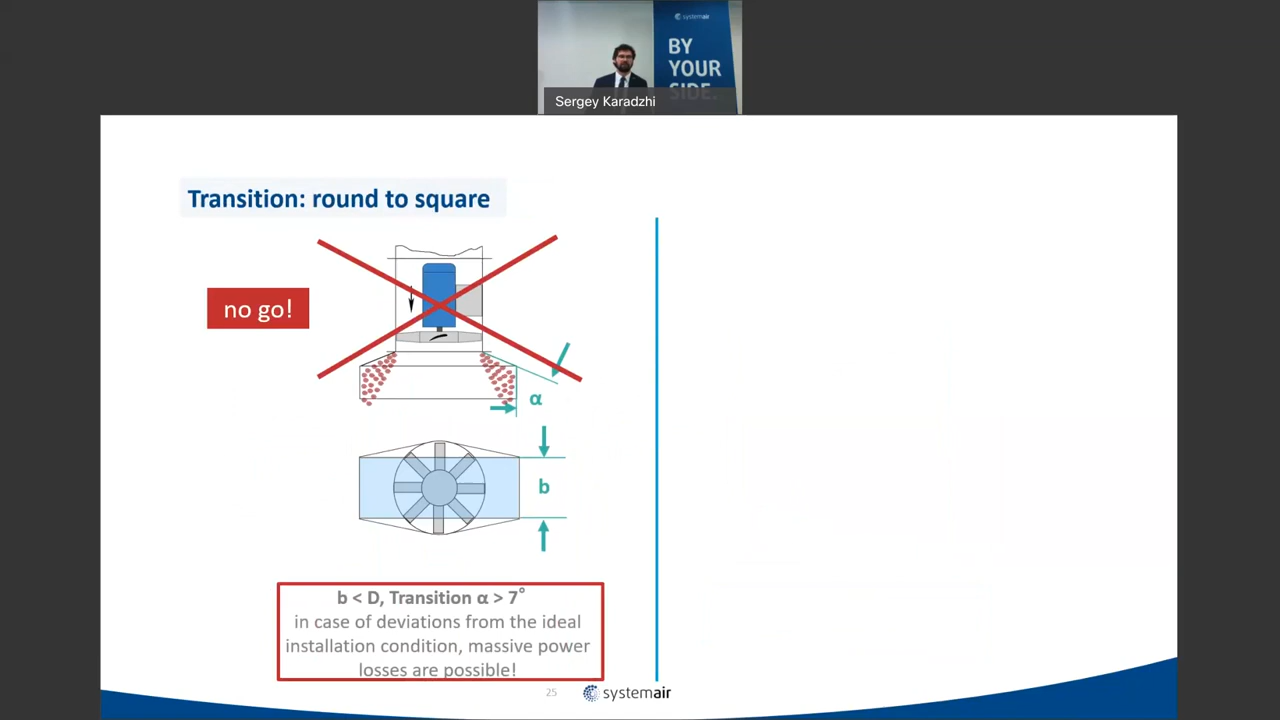 systemair
BY
YOUR
SIDE.
Sergey Karadzhi
Transition: round to square
no go!
α
b
b < D, Transition α > 7°
in case of deviations from the ideal
installation condition, massive power
losses are possible!
25
systemair